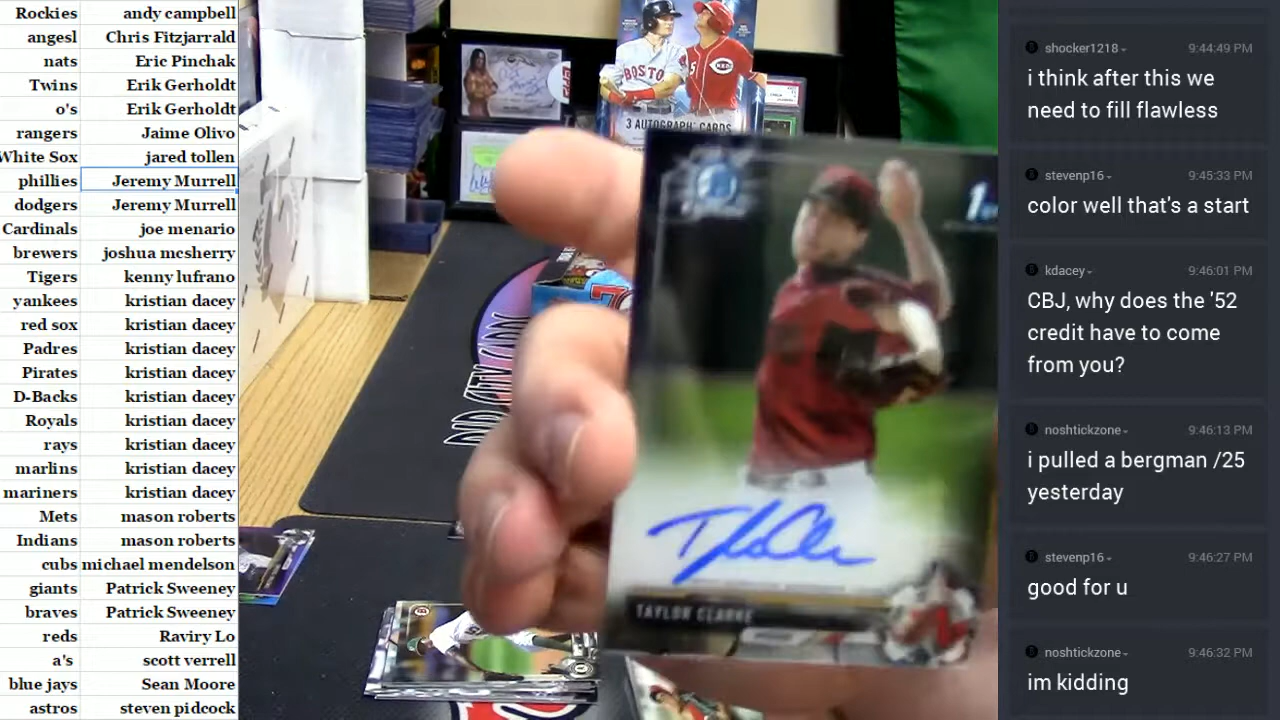 Rockies andy campbell
angesl Chris Fitzjarrald
nats Eric Pinchak
Twins Erik Gerholdt
o's Erik Gerholdt
rangers Jaime Olivo
White Sox jared tollen
phillies Jeremy Murrell
dodgers Jeremy Murrell
Cardinals joe menario
brewers joshua mcsherry
Tigers kenny lufrano
yankees kristian dacey
red sox kristian dacey
Padres kristian dacey
Pirates kristian dacey
D-Backs kristian dacey
Royals kristian dacey
rays kristian dacey
marlins kristian dacey
mariners kristian dacey
Mets mason roberts
Indians mason roberts
cubs michael mendelson
giants Patrick Sweeney
braves Patrick Sweeney
reds Raviry Lo
a's scott verrell
blue jays Sean Moore
astros steven pidcock
BOSTON
REDS
3 AUTOGRAPH CARDS
1st
TAYLOR CLARKE
shocker1218 9:44:49 PM
i think after this we
need to fill flawless
stevenp16 9:45:33 PM
color well that's a start
kdacey 9:46:01 PM
CBJ, why does the '52
credit have to come
from you?
noshtickzone 9:46:13 PM
i pulled a bergman /25
yesterday
stevenp16 9:46:27 PM
good for u
noshtickzone 9:46:32 PM
im kidding